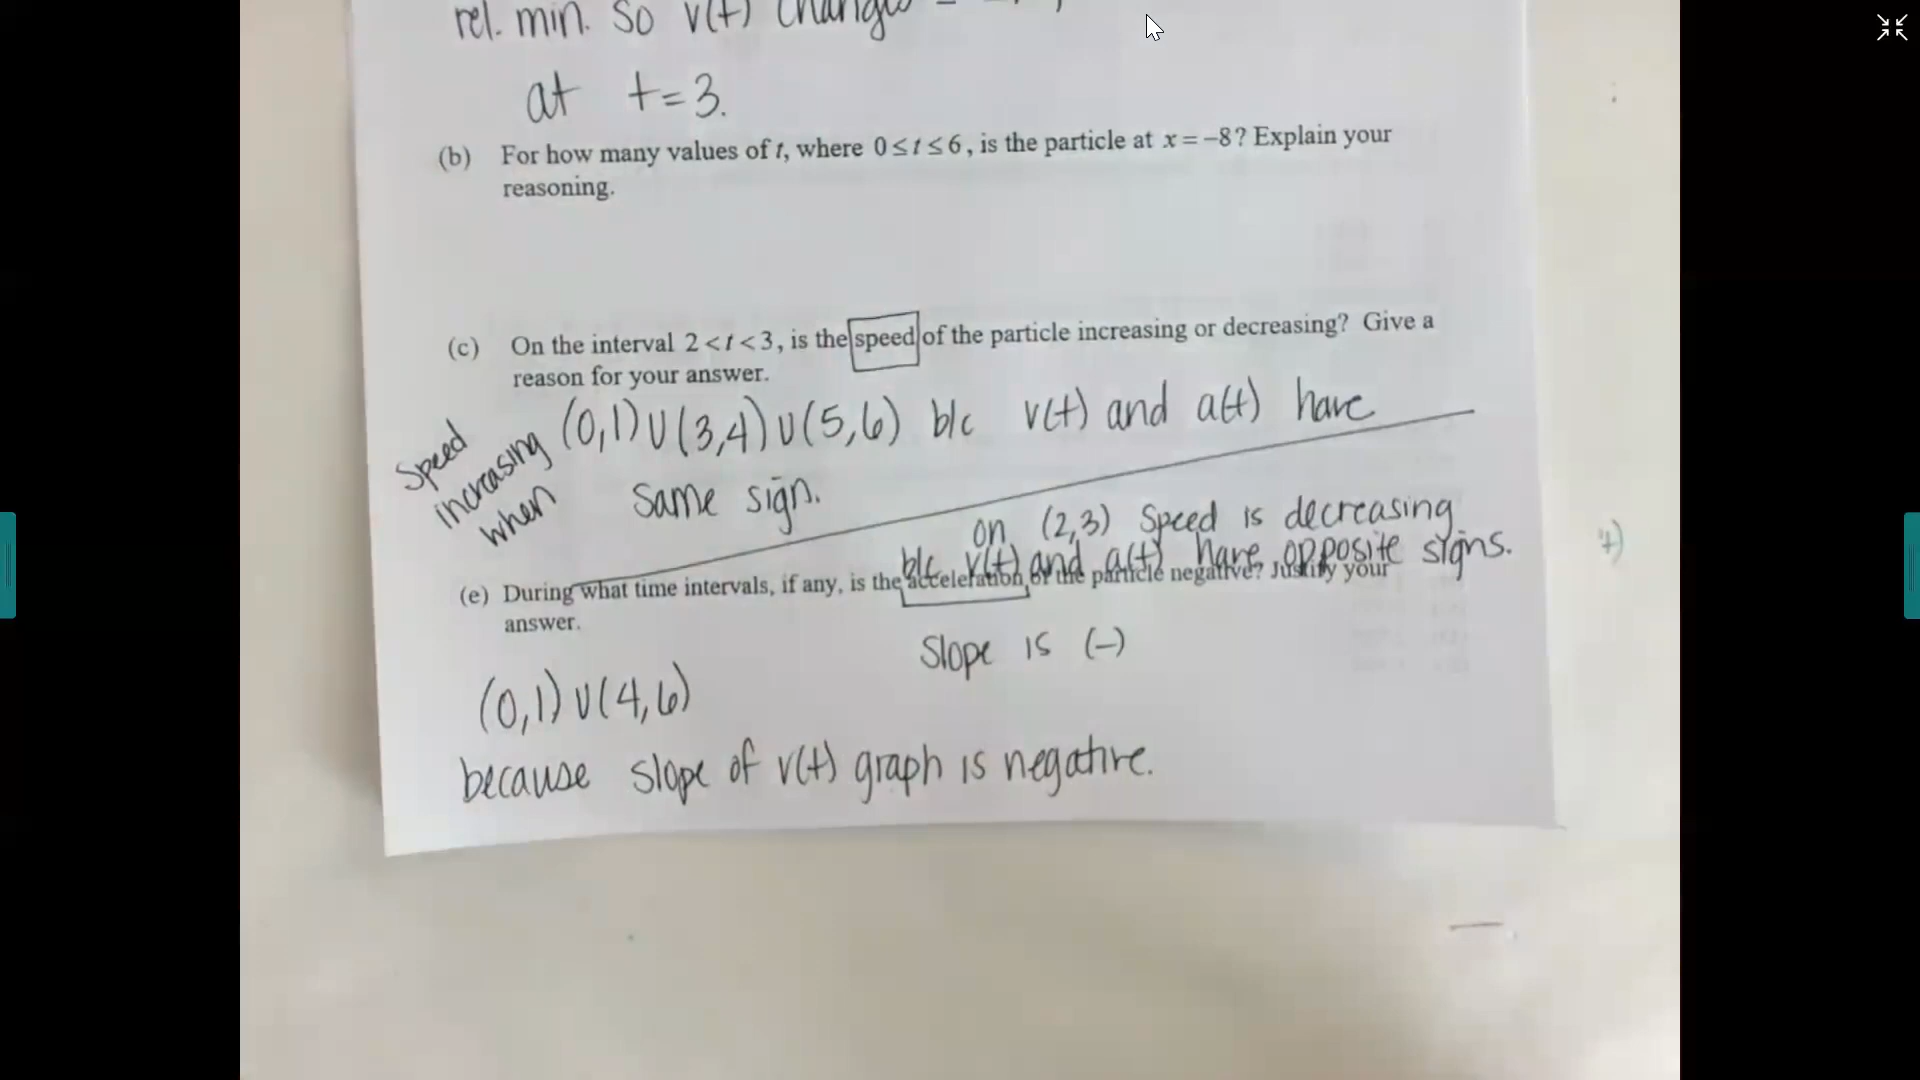 rel. min. So v(t) changes
at t=3.
(b) For how many values of t, where 0≤t≤6, is the particle at x=−8? Explain your
reasoning.
(c) On the interval 2<t<3, is the speed of the particle increasing or decreasing? Give a
reason for your answer.
Speed
increasing
when
(0,1)∪(3,4)∪(5,6) b/c v(t) and a(t) have
same sign.
on (2,3) Speed is decreasing
b/c v(t) and a(t) have opposite signs.
(e) During what time intervals, if any, is the acceleration of the particle negative? Justify your
answer.
Slope is (−)
(0,1)∪(4,6)
because slope of v(t) graph is negative.